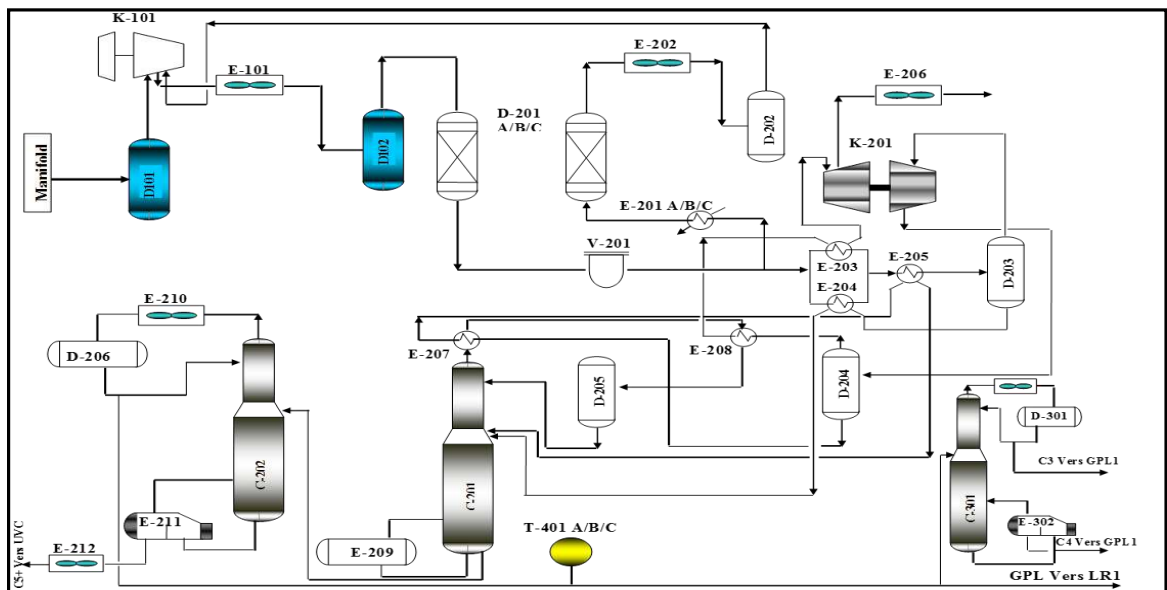 K-101
E-101
Manifold
D101
D102
D-201
A/B/C
E-202
D-202
E-206
K-201
E-201 A/B/C
V-201
E-203
E-204
E-205
D-203
E-210
D-206
E-207
E-208
D-205
D-204
D-301
C-202
C-201
C-301
C3 Vers GPL1
E-211
E-209
T-401 A/B/C
E-302
C4 Vers GPL1
E-212
C5+ Vers UVC
GPL Vers LR1